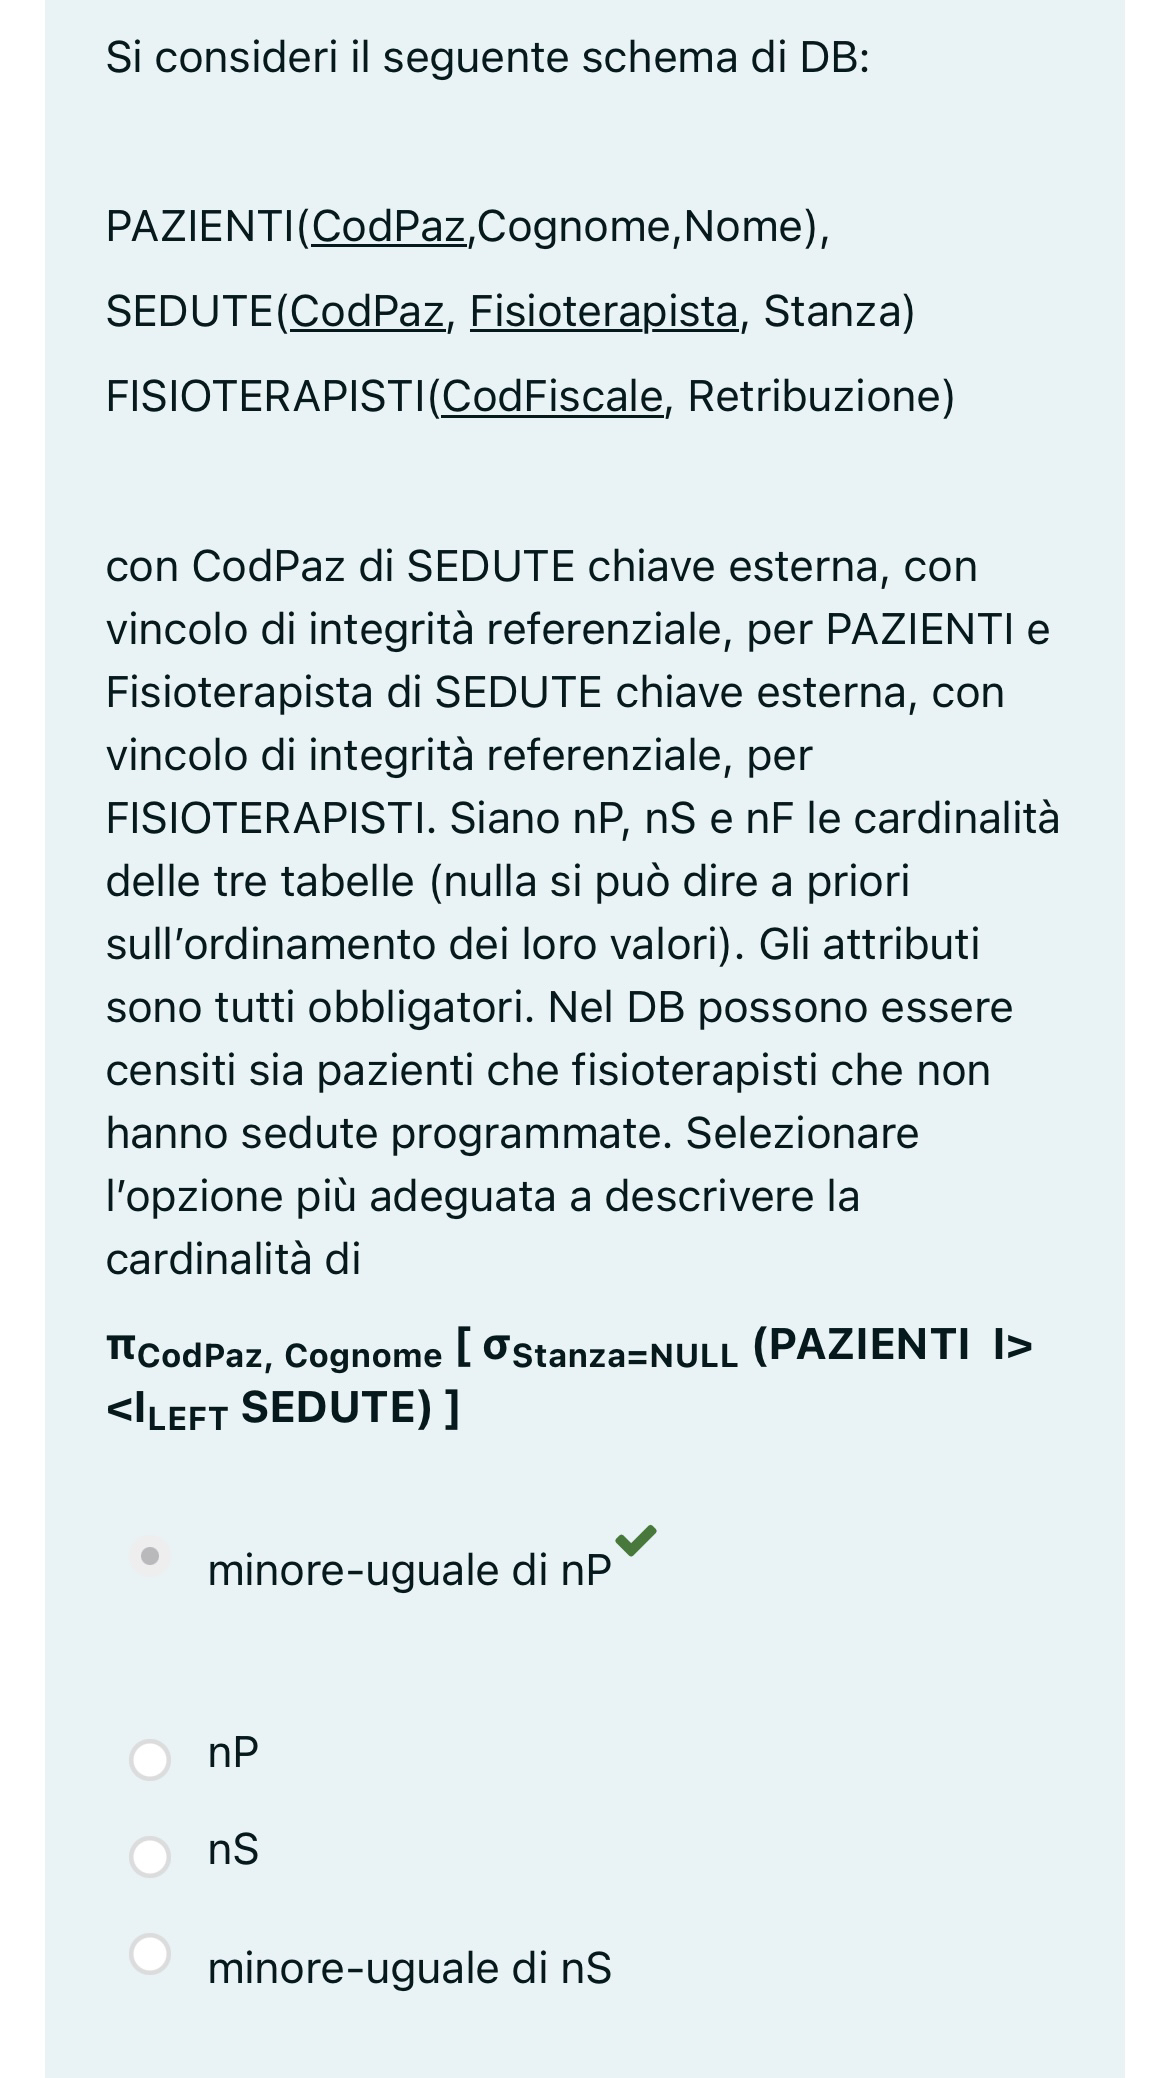 Si consideri il seguente schema di DB:
PAZIENTI(CodPaz,Cognome,Nome),
SEDUTE(CodPaz, Fisioterapista, Stanza)
FISIOTERAPISTI(CodFiscale, Retribuzione)
con CodPaz di SEDUTE chiave esterna, con
vincolo di integrità referenziale, per PAZIENTI e
Fisioterapista di SEDUTE chiave esterna, con
vincolo di integrità referenziale, per
FISIOTERAPISTI. Siano nP, nS e nF le cardinalità
delle tre tabelle (nulla si può dire a priori
sull’ordinamento dei loro valori). Gli attributi
sono tutti obbligatori. Nel DB possono essere
censiti sia pazienti che fisioterapisti che non
hanno sedute programmate. Selezionare
l’opzione più adeguata a descrivere la
cardinalità di
πCodPaz, Cognome [ σStanza=NULL (PAZIENTI I>
<ILEFT SEDUTE) ]
minore-uguale di nP
nP
nS
minore-uguale di nS